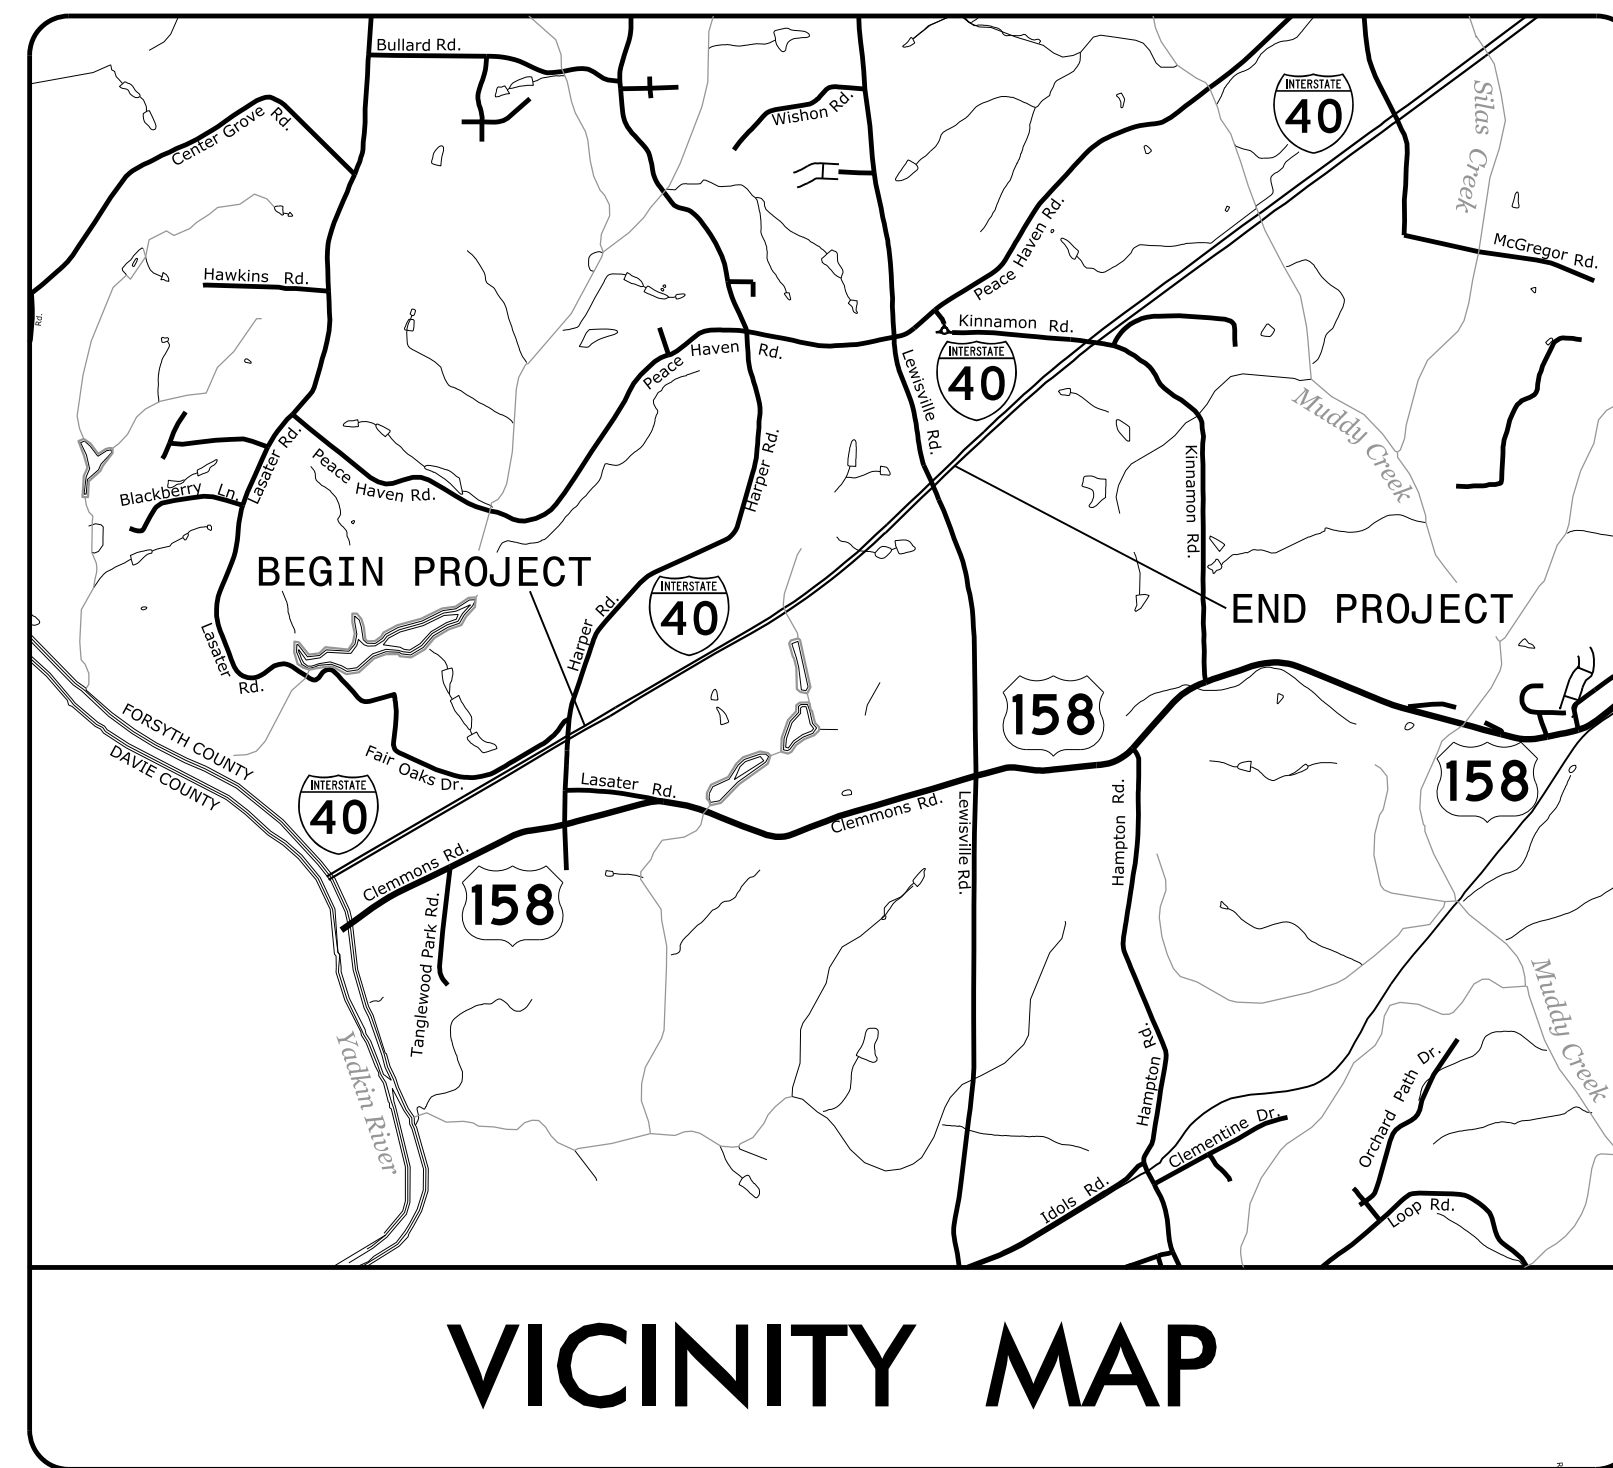 Bullard Rd.
Wishon Rd.
Center Grove Rd.
INTERSTATE
40
Silas Creek
McGregor Rd.
Hawkins Rd.
Rd.
Peace Haven Rd.
Kinnamon Rd.
Peace Haven Rd.
Lewisville Rd.
INTERSTATE
40
Muddy Creek
Lasater Rd.
Peace Haven Rd.
Harper Rd.
Kinnamon Rd.
Blackberry Ln.
BEGIN PROJECT
END PROJECT
INTERSTATE
40
Harper Rd.
Lasater Rd.
FORSYTH COUNTY
DAVIE COUNTY
Fair Oaks Dr.
158
158
INTERSTATE
40
Lasater Rd.
Clemmons Rd.
Lewisville Rd.
Hampton Rd.
Clemmons Rd.
158
Tanglewood Park Rd.
Yadkin River
Muddy Creek
Hampton Rd.
Orchard Path Dr.
Clementine Dr.
Idols Rd.
Loop Rd.
VICINITY MAP